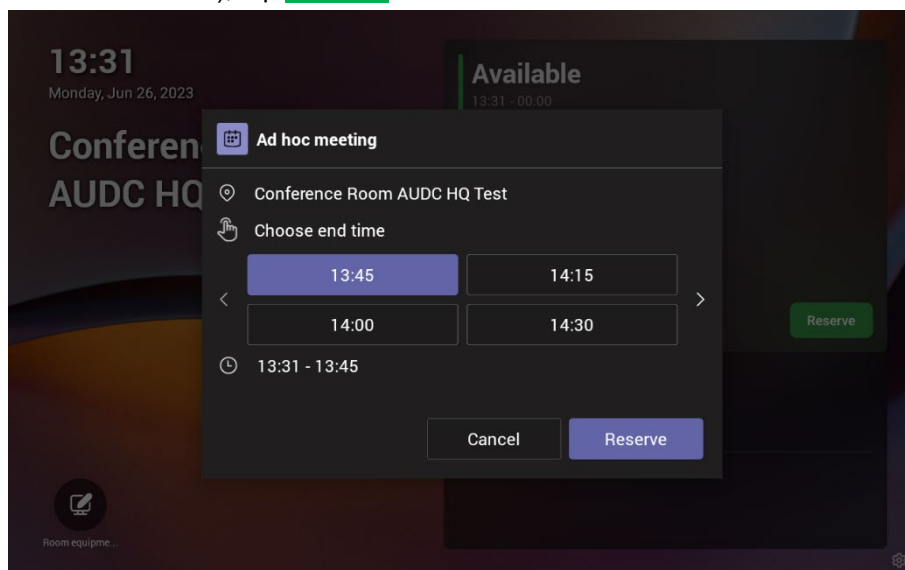 13:31
Monday, Jun 26, 2023
Conferen
AUDC HQ
Available
13:31 - 00:00
Ad hoc meeting
Conference Room AUDC HQ Test
Choose end time
13:45
14:15
14:00
14:30
13:31 - 13:45
Cancel
Reserve
Reserve
Room equipme...